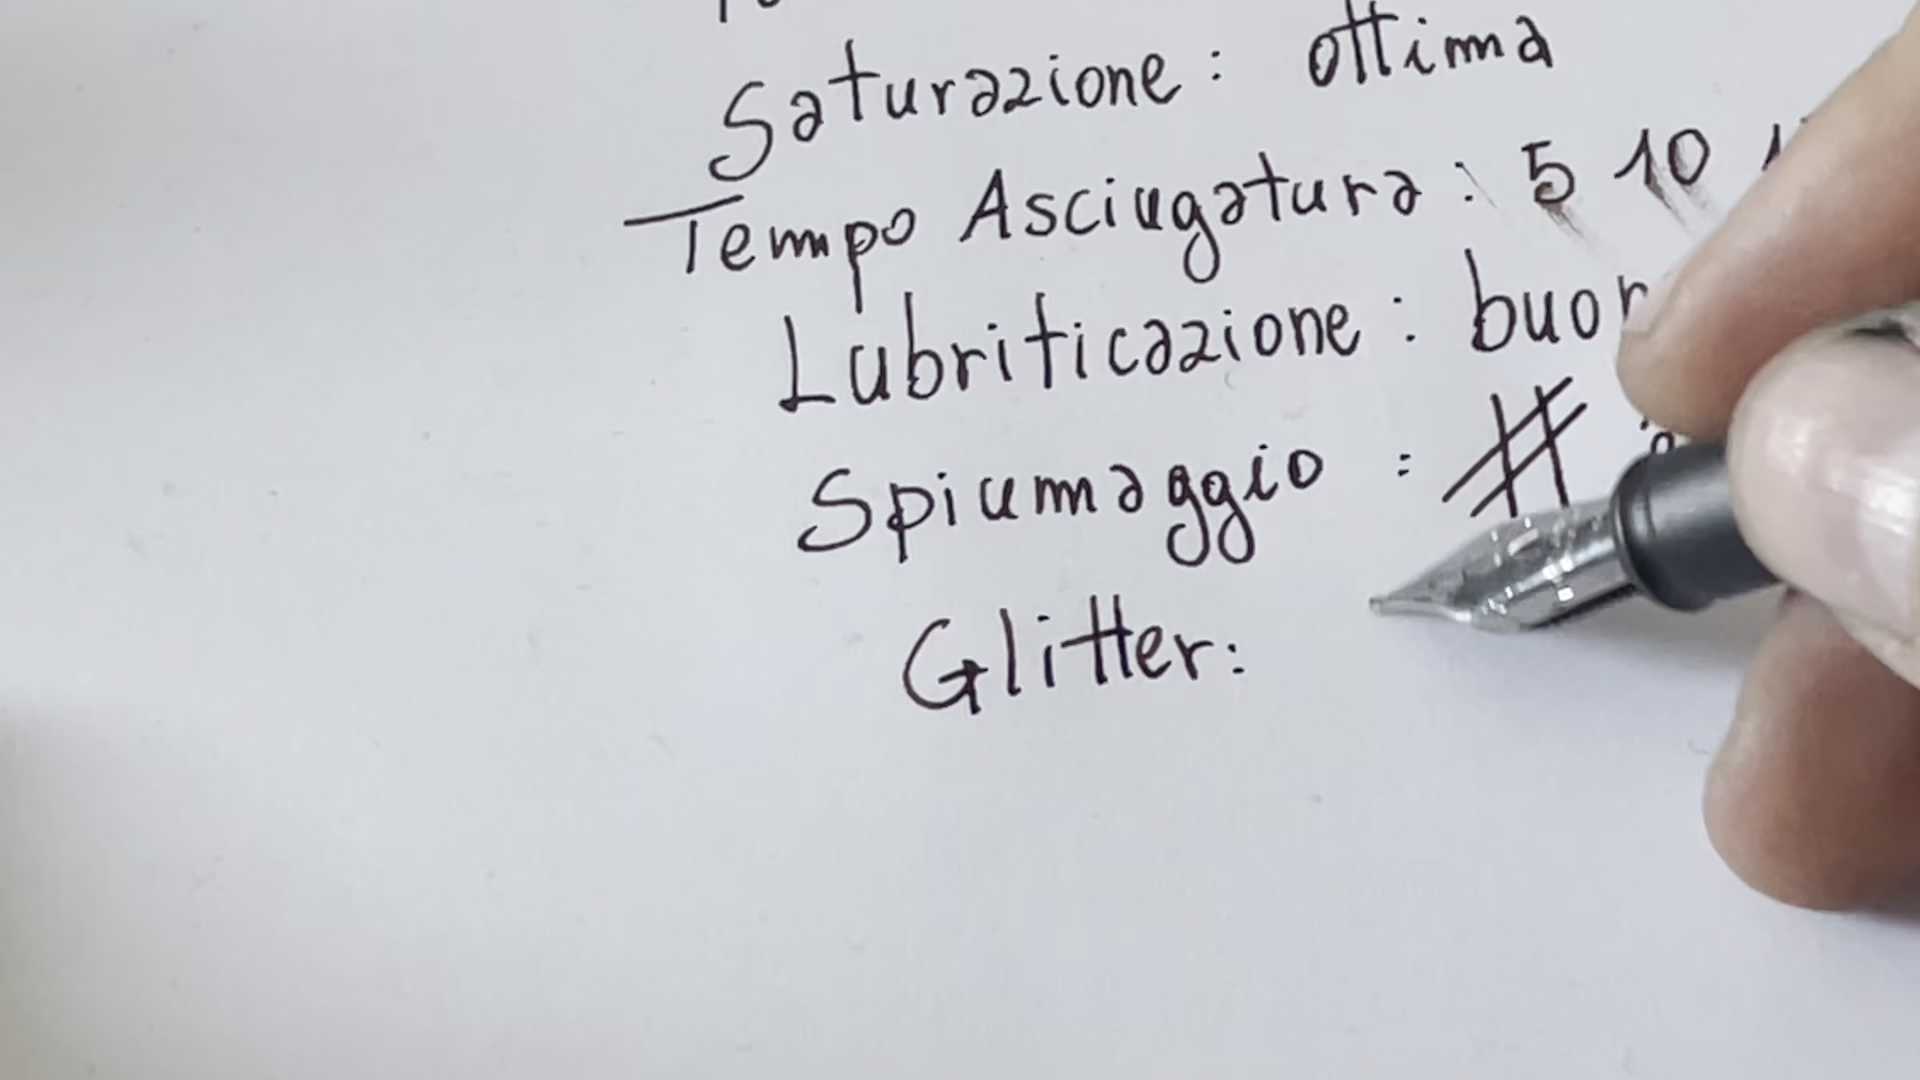 Saturazione: ottima
Tempo Asciugatura: 5 10
Lubrificazione: buon
Spiumaggio: #
Glitter: